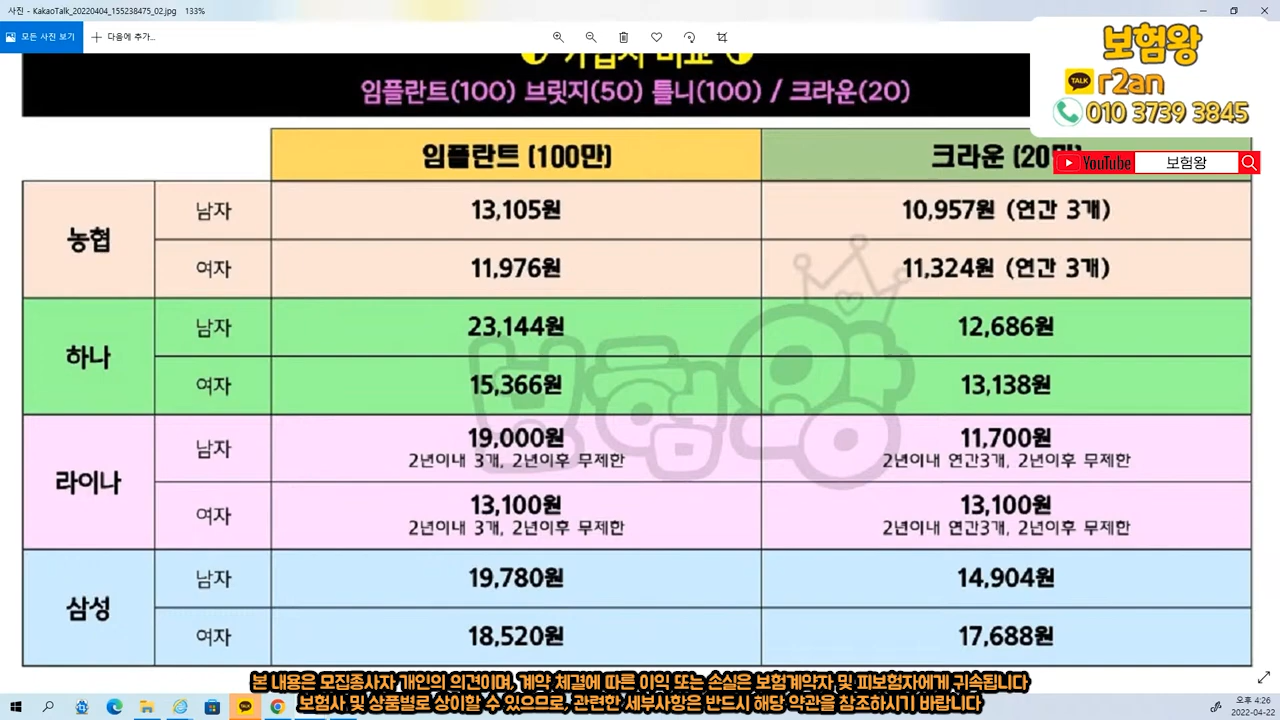 사진 - KakaoTalk_20220404_155238475_02.jpg 133%
모든 사진 보기 다음에 추가...
보험왕
TALK r2an
010 3739 3845
YouTube 보험왕
가입시 비교
임플란트(100) 브릿지(50) 틀니(100) / 크라운(20)
임플란트 (100만) 크라운 (20만)
농협
남자 13,105원 10,957원 (연간 3개)
여자 11,976원 11,324원 (연간 3개)
하나
남자 23,144원 12,686원
여자 15,366원 13,138원
라이나
남자 19,000원 11,700원
2년이내 3개, 2년이후 무제한 2년이내 연간3개, 2년이후 무제한
여자 13,100원 13,100원
2년이내 3개, 2년이후 무제한 2년이내 연간3개, 2년이후 무제한
삼성
남자 19,780원 14,904원
여자 18,520원 17,688원
보험왕
본 내용은 모집종사자 개인의 의견이며, 계약 체결에 따른 이익 또는 손실은 보험계약자 및 피보험자에게 귀속됩니다
보험사 및 상품별로 상이할 수 있으므로, 관련한 세부사항은 반드시 해당 약관을 참조하시기 바랍니다
오후 4:26
2022-04-22